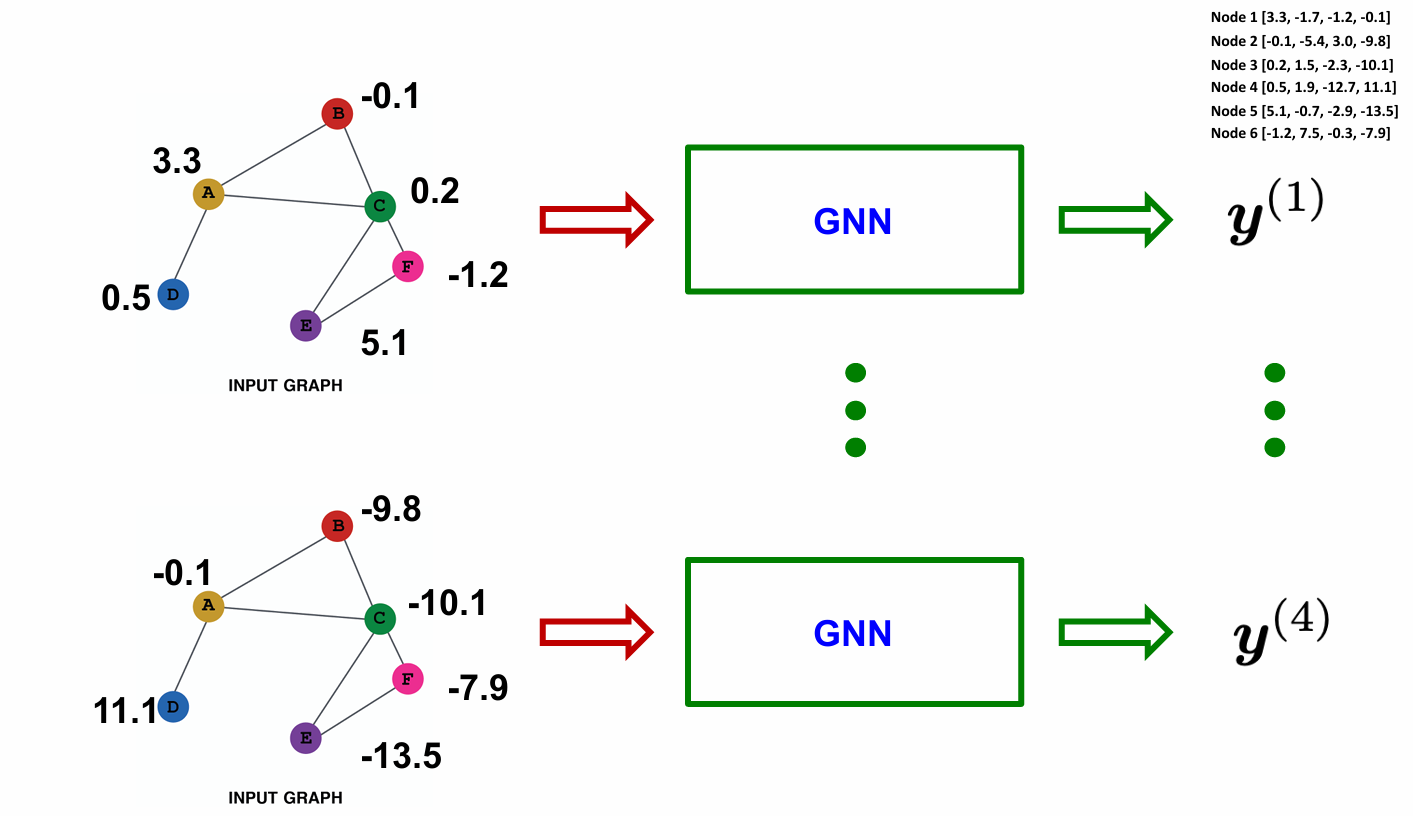 Node 1 [3.3, -1.7, -1.2, -0.1]
Node 2 [-0.1, -5.4, 3.0, -9.8]
Node 3 [0.2, 1.5, -2.3, -10.1]
Node 4 [0.5, 1.9, -12.7, 11.1]
Node 5 [5.1, -0.7, -2.9, -13.5]
Node 6 [-1.2, 7.5, -0.3, -7.9]
B -0.1
3.3
A
C 0.2
F -1.2
0.5 D
E 5.1
INPUT GRAPH
GNN
y(1)
B -9.8
-0.1
A
C -10.1
F -7.9
11.1 D
E -13.5
INPUT GRAPH
GNN
y(4)